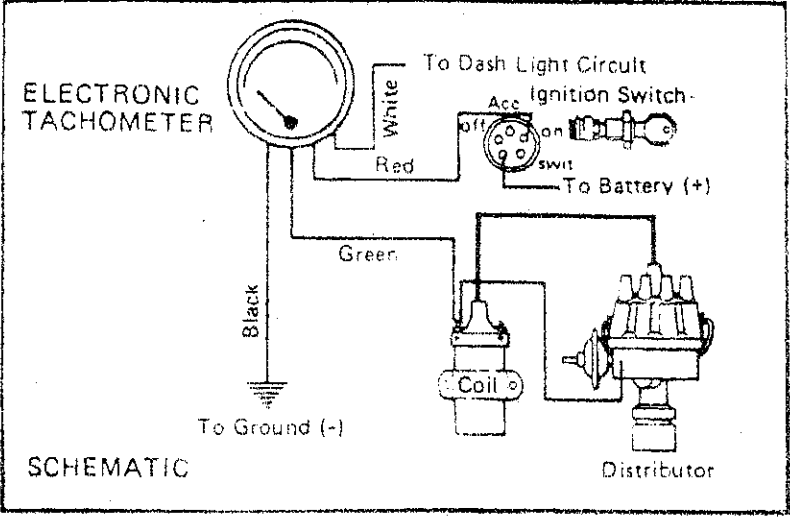 ELECTRONIC
TACHOMETER
To Dash Light Circuit
Ignition Switch
White
Acc
off
on
swit
Red
To Battery (+)
Green
Black
Coil
To Ground (-)
SCHEMATIC
Distributor